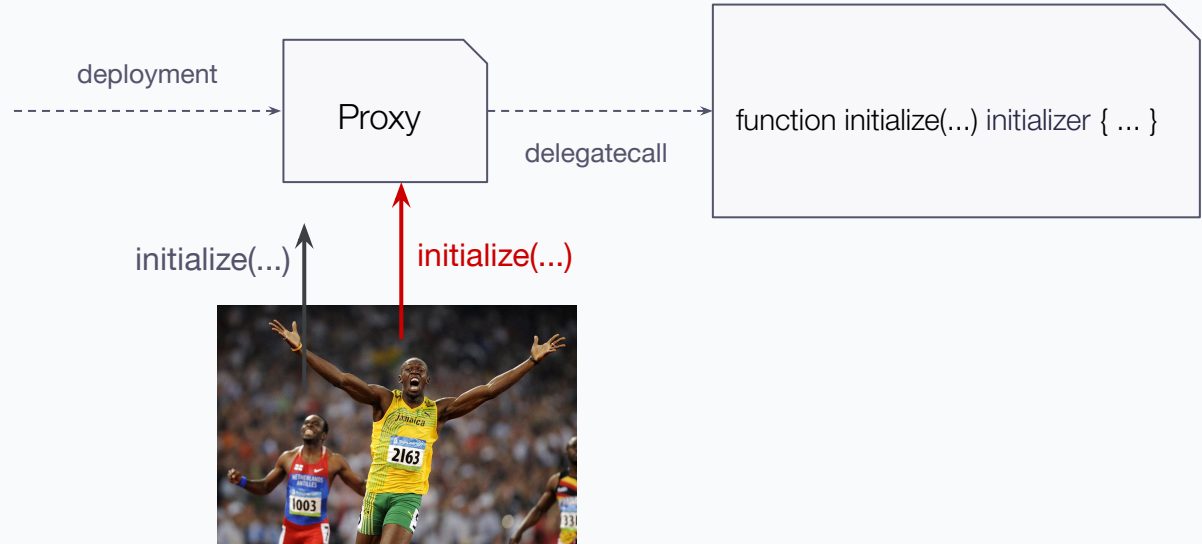 deployment
Proxy
delegatecall
function initialize(...) initializer { ... }
initialize(...)
initialize(...)
Jamaica
2163
NETHERLANDS
ANTILLES
1003